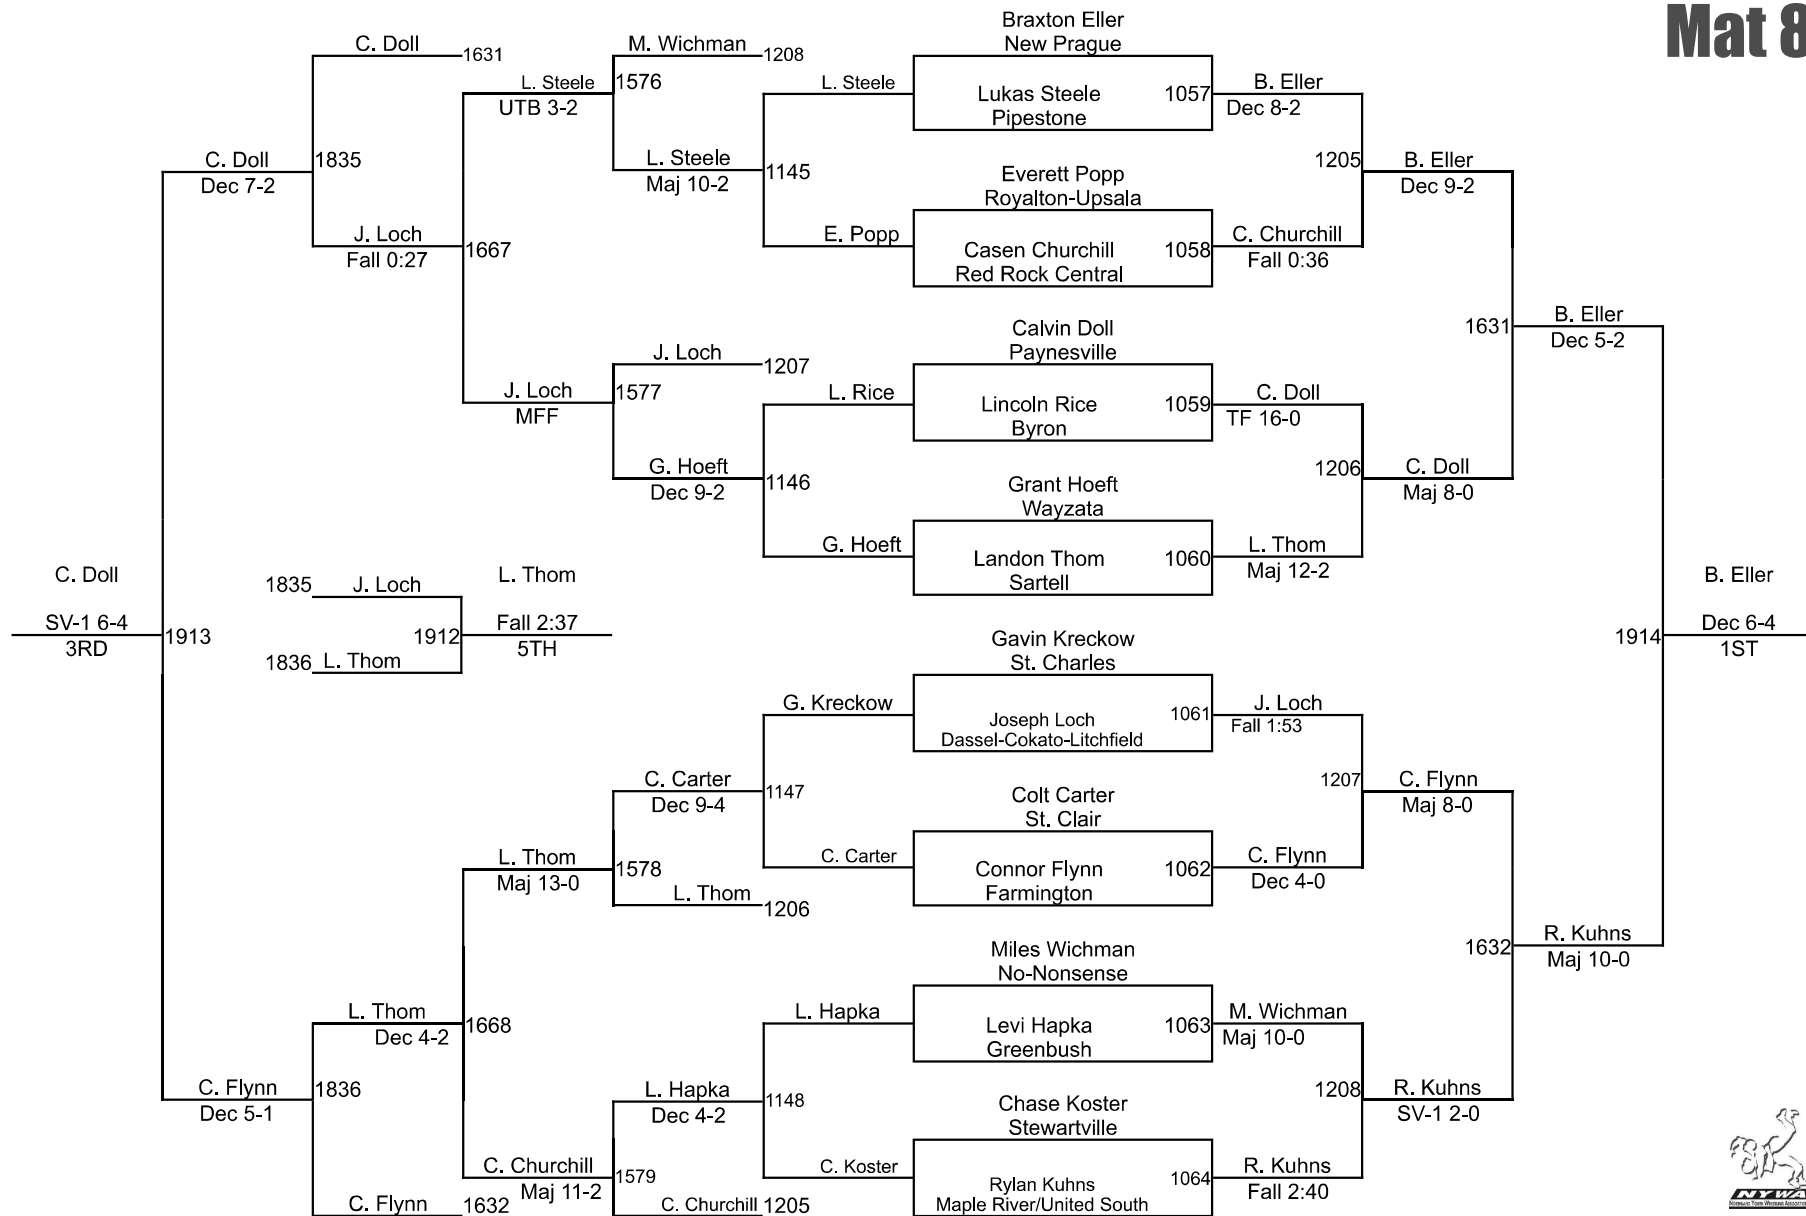 Mat 8
Braxton Eller
New Prague
C. Doll
1631
M. Wichman
1208
L. Steele
UTB 3-2
1576
L. Steele
Lukas Steele
Pipestone
1057
B. Eller
Dec 8-2
C. Doll
Dec 7-2
1835
L. Steele
Maj 10-2
1145
1205
B. Eller
Dec 9-2
Everett Popp
Royalton-Upsala
J. Loch
Fall 0:27
1667
E. Popp
Casen Churchill
Red Rock Central
1058
C. Churchill
Fall 0:36
Calvin Doll
Paynesville
1631
B. Eller
Dec 5-2
J. Loch
1207
J. Loch
MFF
1577
L. Rice
Lincoln Rice
Byron
1059
C. Doll
TF 16-0
G. Hoeft
Dec 9-2
1146
1206
C. Doll
Maj 8-0
Grant Hoeft
Wayzata
G. Hoeft
Landon Thom
Sartell
1060
L. Thom
Maj 12-2
C. Doll
SV-1 6-4
3RD
1913
1835
J. Loch
1836
L. Thom
1912
L. Thom
Fall 2:37
5TH
1914
B. Eller
Dec 6-4
1ST
Gavin Kreckow
St. Charles
G. Kreckow
Joseph Loch
Dassel-Cokato-Litchfield
1061
J. Loch
Fall 1:53
C. Carter
Dec 9-4
1147
1207
C. Flynn
Maj 8-0
Colt Carter
St. Clair
L. Thom
Maj 13-0
1578
C. Carter
Connor Flynn
Farmington
1062
C. Flynn
Dec 4-0
L. Thom
1206
Miles Wichman
No-Nonsense
1632
R. Kuhns
Maj 10-0
L. Thom
Dec 4-2
1668
L. Hapka
Levi Hapka
Greenbush
1063
M. Wichman
Maj 10-0
C. Flynn
Dec 5-1
1836
L. Hapka
Dec 4-2
1148
1208
R. Kuhns
SV-1 2-0
Chase Koster
Stewartville
C. Churchill
Maj 11-2
1579
C. Koster
Rylan Kuhns
Maple River/United South
1064
R. Kuhns
Fall 2:40
C. Flynn
1632
C. Churchill
1205
NYWA